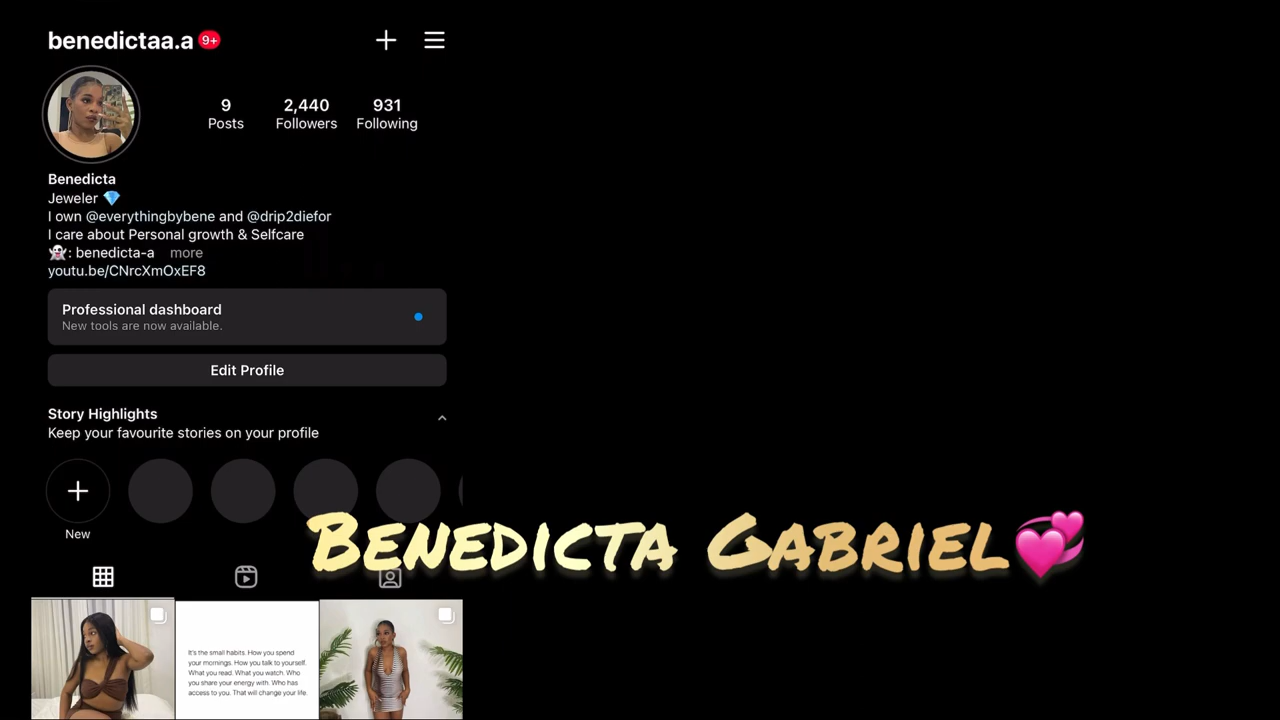 benedictaa.a 9+
9 2,440 931
Posts Followers Following
Benedicta
Jeweler 💎
I own @everythingbybene and @drip2diefor
I care about Personal growth & Selfcare
👻: benedicta-a more
youtu.be/CNrcXmOxEF8
Professional dashboard
New tools are now available.
Edit Profile
Story Highlights
Keep your favourite stories on your profile
New
BENEDICTA GABRIEL💞
It's the small habits. How you spend
your mornings. How you talk to yourself.
What you read. What you watch. Who
you share your energy with. Who has
access to you. That will change your life.